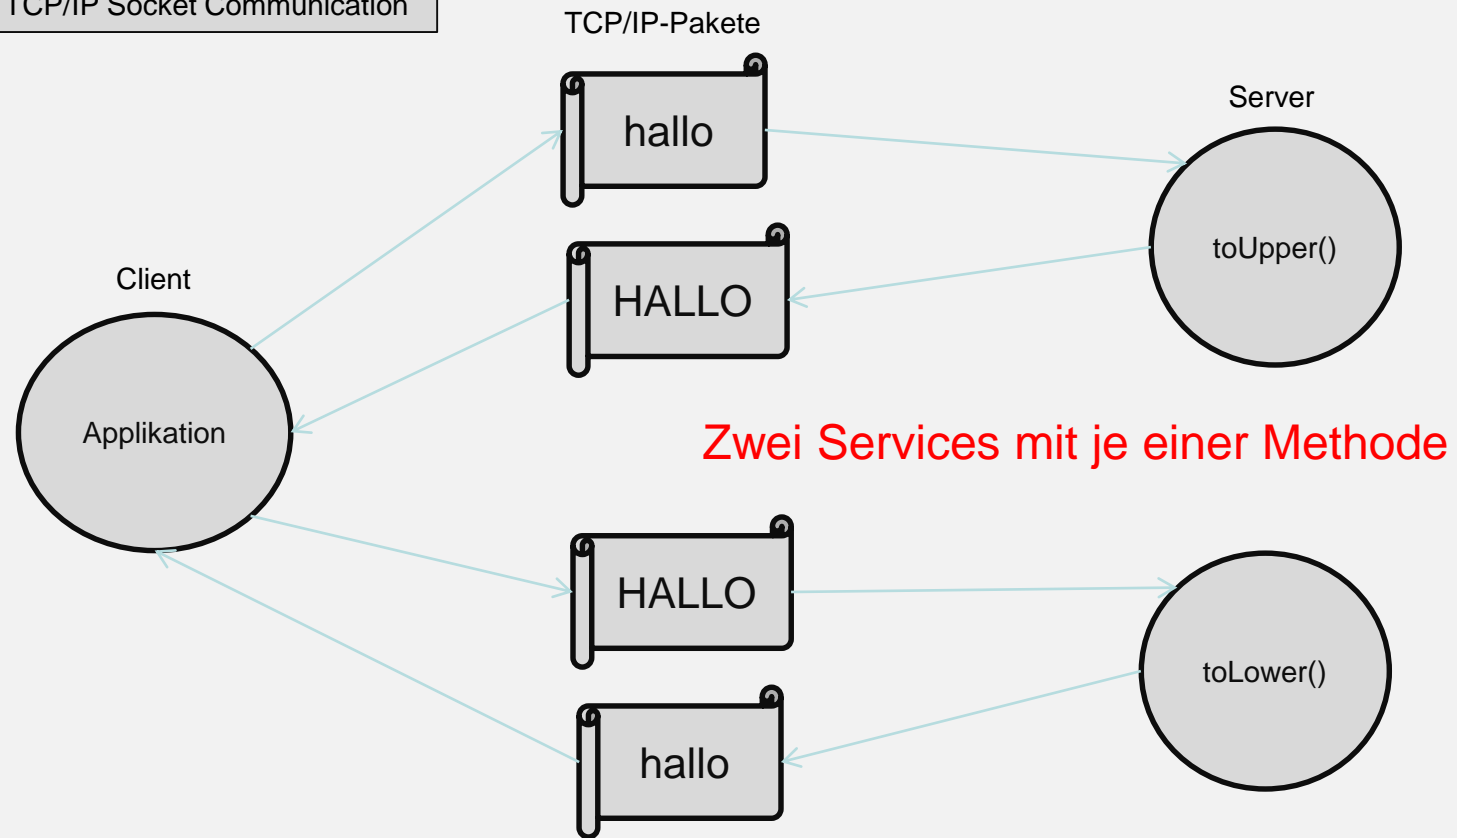 TCP/IP Socket Communication
TCP/IP-Pakete
hallo
Server
toUpper()
HALLO
Client
Applikation
Zwei Services mit je einer Methode
HALLO
toLower()
hallo